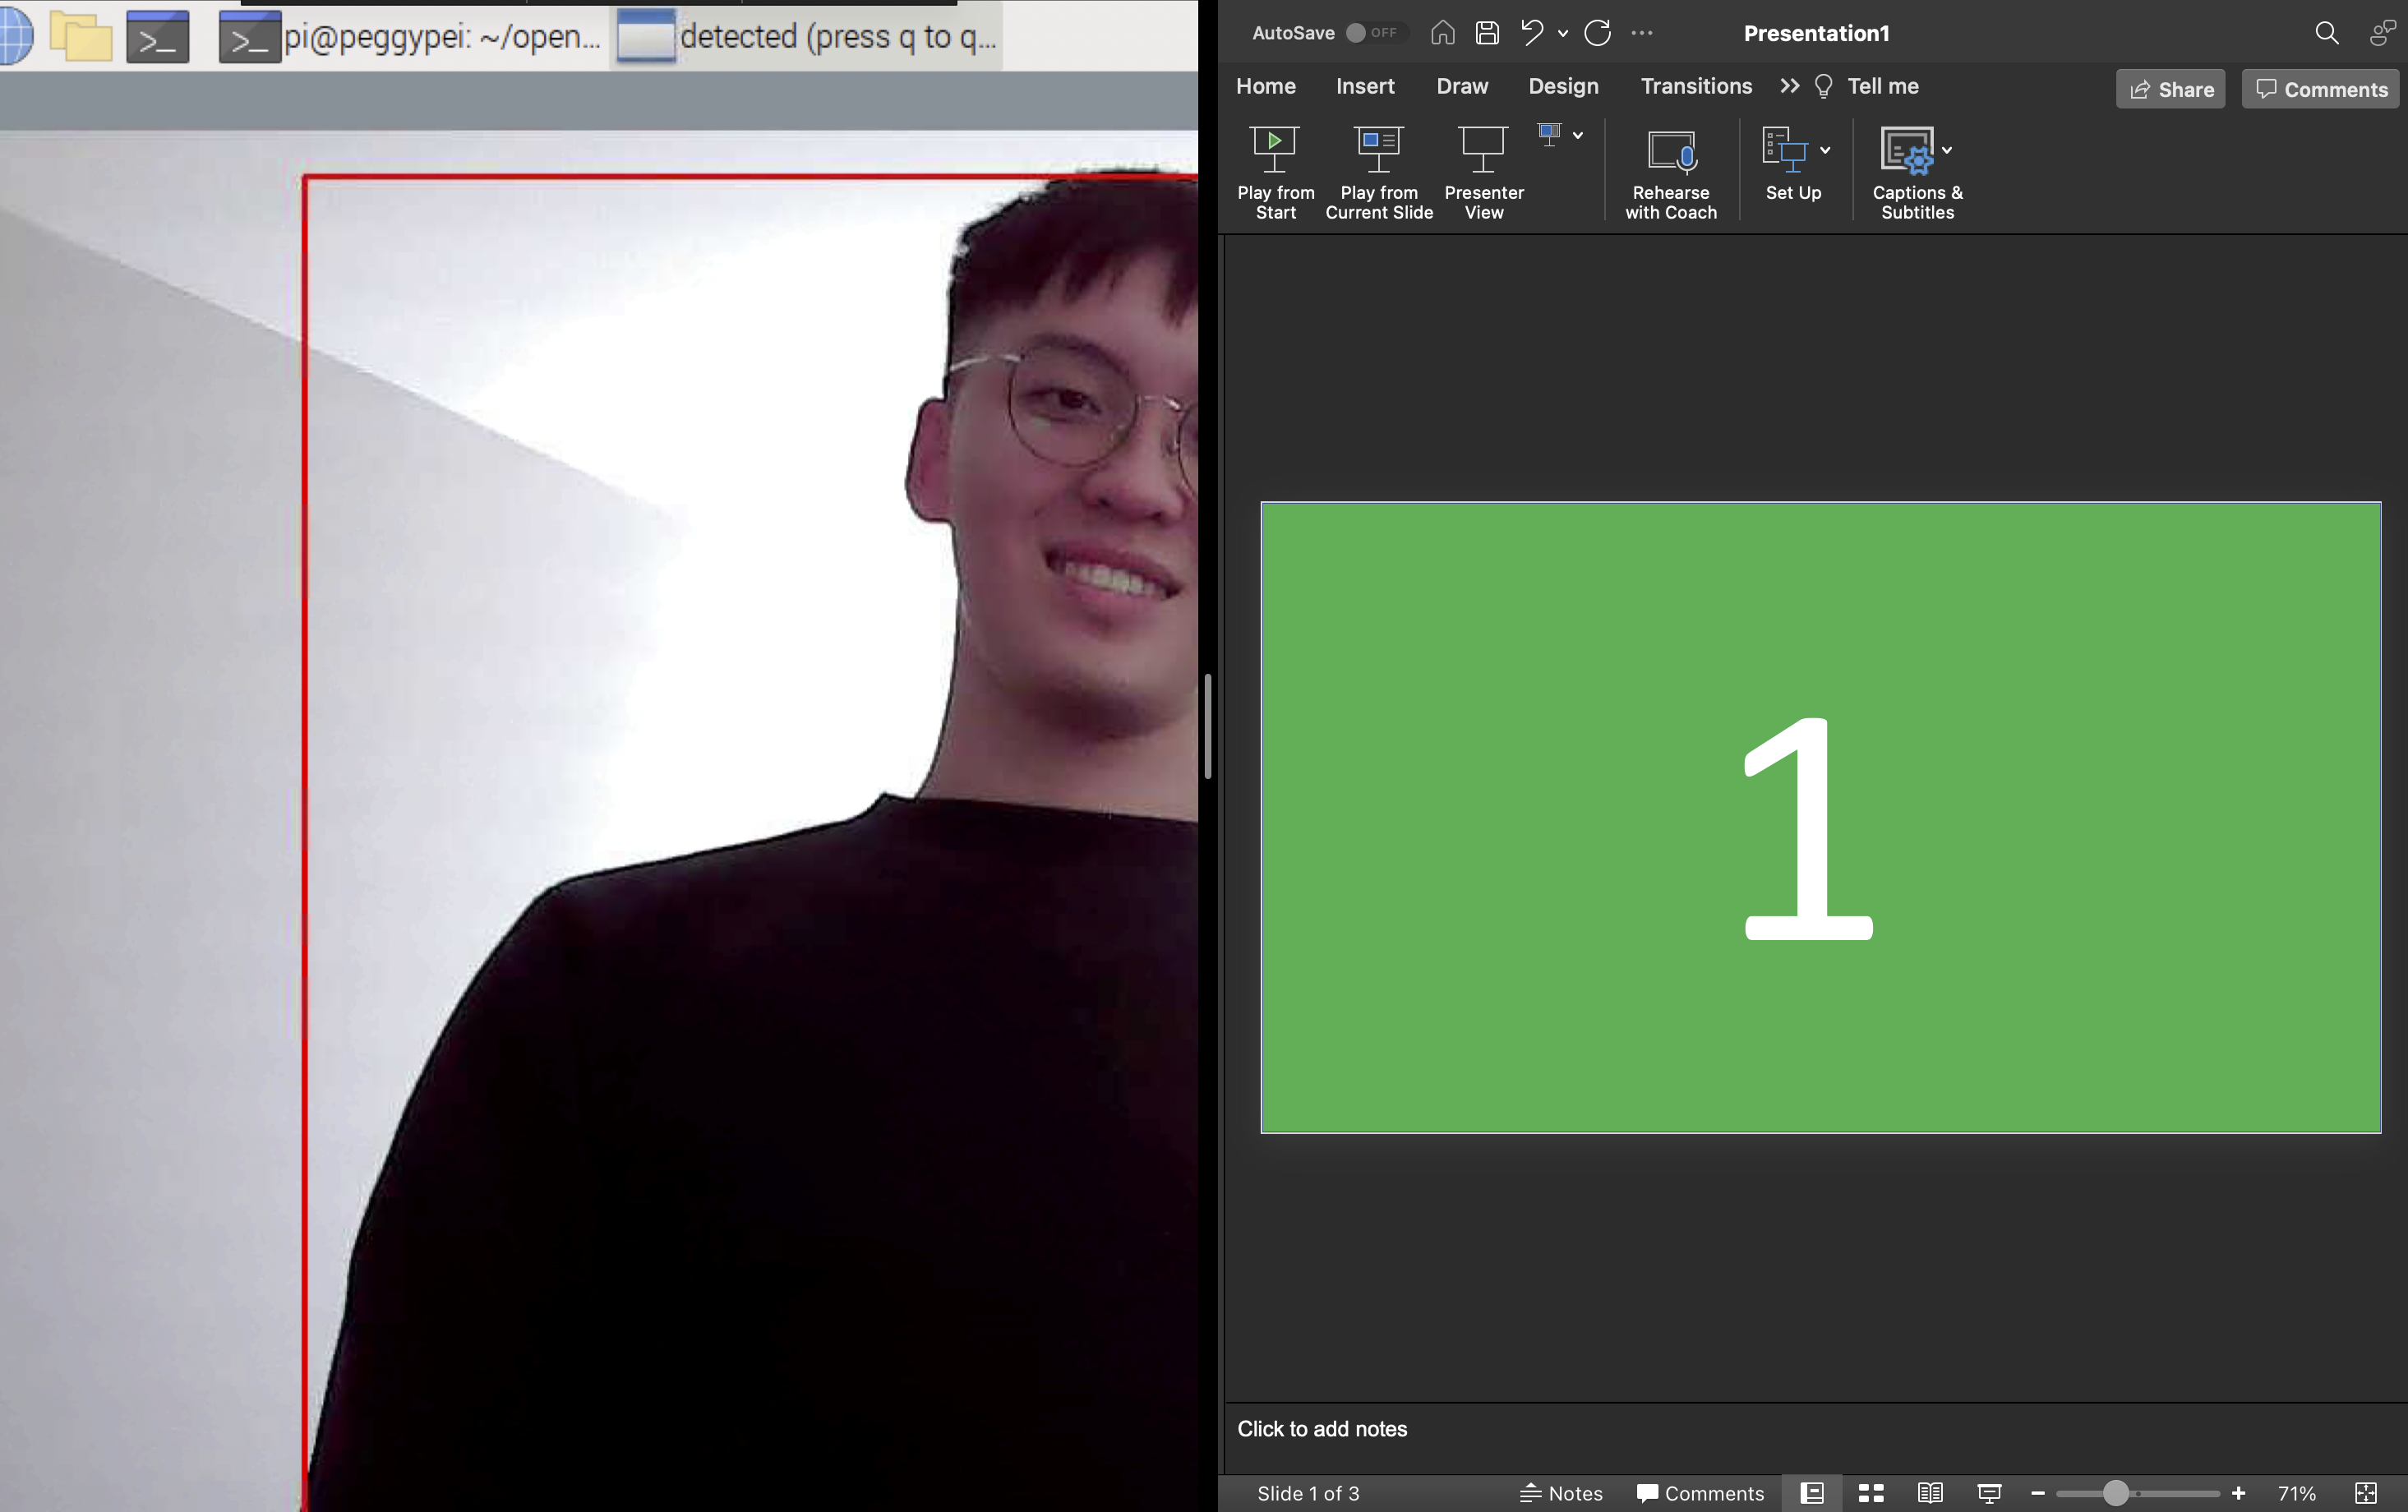 pi@peggypei: ~/open...
detected (press q to q...
AutoSave
OFF
Presentation1
Home
Insert
Draw
Design
Transitions
Tell me
Share
Comments
Play from
Start
Play from
Current Slide
Presenter
View
Rehearse
with Coach
Set Up
Captions &
Subtitles
1
Click to add notes
Slide 1 of 3
Notes
Comments
71%